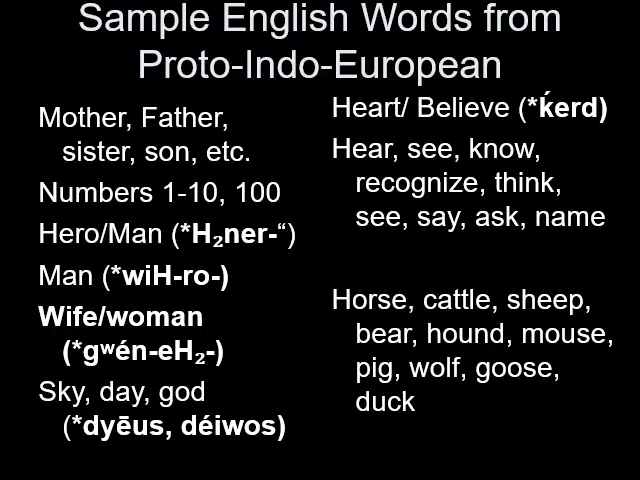 Sample English Words from
Proto-Indo-European
Mother, Father,
sister, son, etc.
Numbers 1-10, 100
Hero/Man (*H₂ner-“)
Man (*wiH-ro-)
Wife/woman
(*gʷén-eH₂-)
Sky, day, god
(*dyēus, déiwos)
Heart/ Believe (*ḱerd)
Hear, see, know,
recognize, think,
see, say, ask, name
Horse, cattle, sheep,
bear, hound, mouse,
pig, wolf, goose,
duck